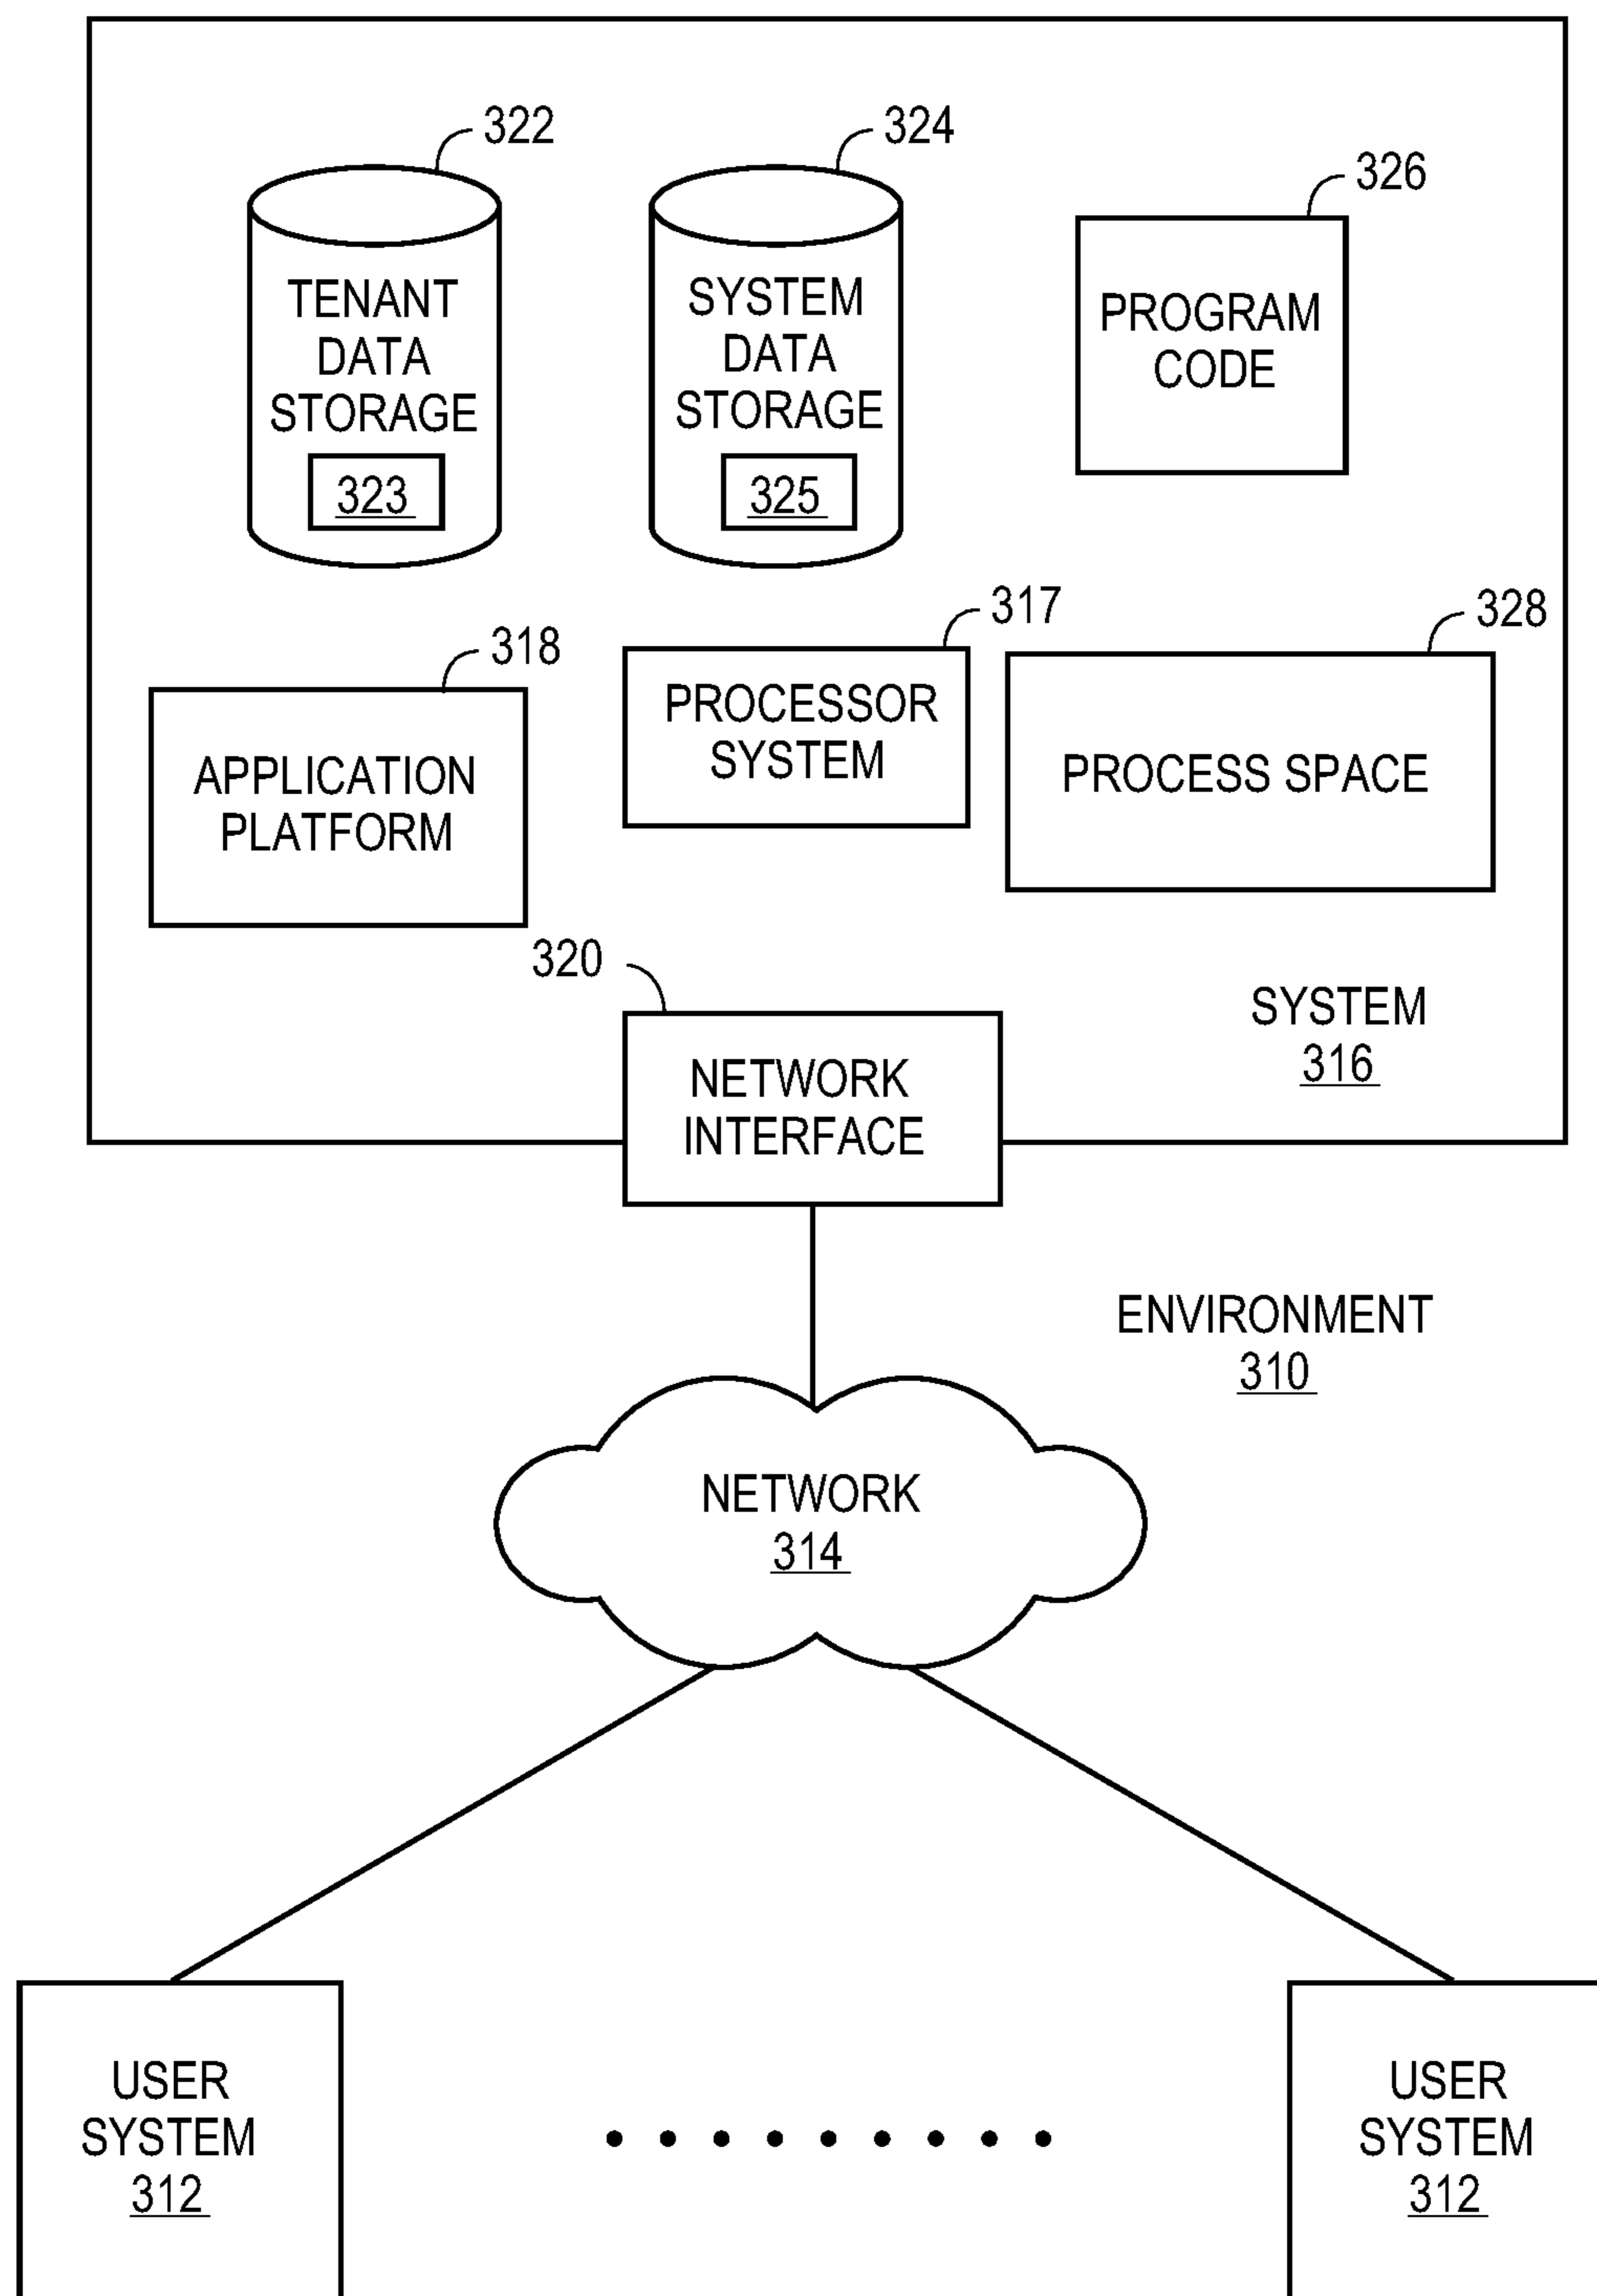 322
324
326
TENANT
DATA
STORAGE
323
SYSTEM
DATA
STORAGE
325
PROGRAM
CODE
318
317
328
APPLICATION
PLATFORM
PROCESSOR
SYSTEM
PROCESS SPACE
320
NETWORK
INTERFACE
SYSTEM
316
ENVIRONMENT
310
NETWORK
314
USER
SYSTEM
312
USER
SYSTEM
312